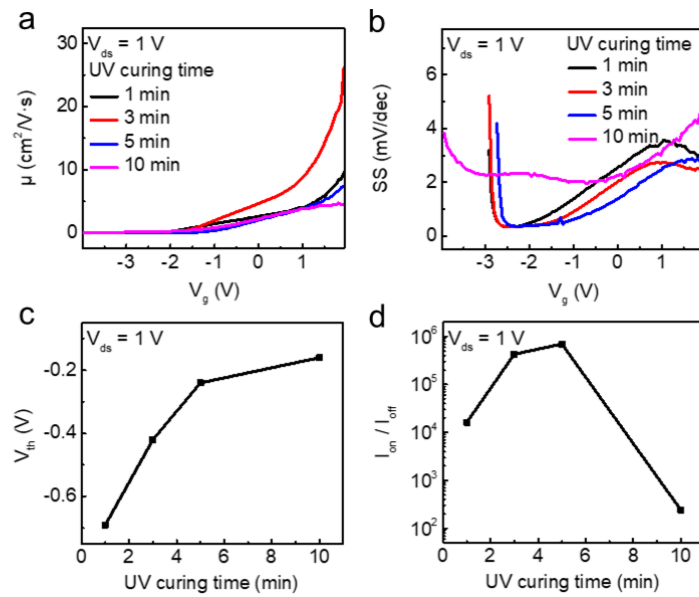 a
V_ds = 1 V
UV curing time
1 min
3 min
5 min
10 min
30
20
10
0
-3 -2 -1 0 1
μ (cm²/V·s)
V_g (V)
b
V_ds = 1 V
UV curing time
1 min
3 min
5 min
10 min
6
4
2
0
-3 -2 -1 0 1
SS (mV/dec)
V_g (V)
c
V_ds = 1 V
-0.2
-0.4
-0.6
0 2 4 6 8 10
V_th (V)
UV curing time (min)
d
V_ds = 1 V
10⁶
10⁵
10⁴
10³
10²
0 2 4 6 8 10
I_on / I_off
UV curing time (min)